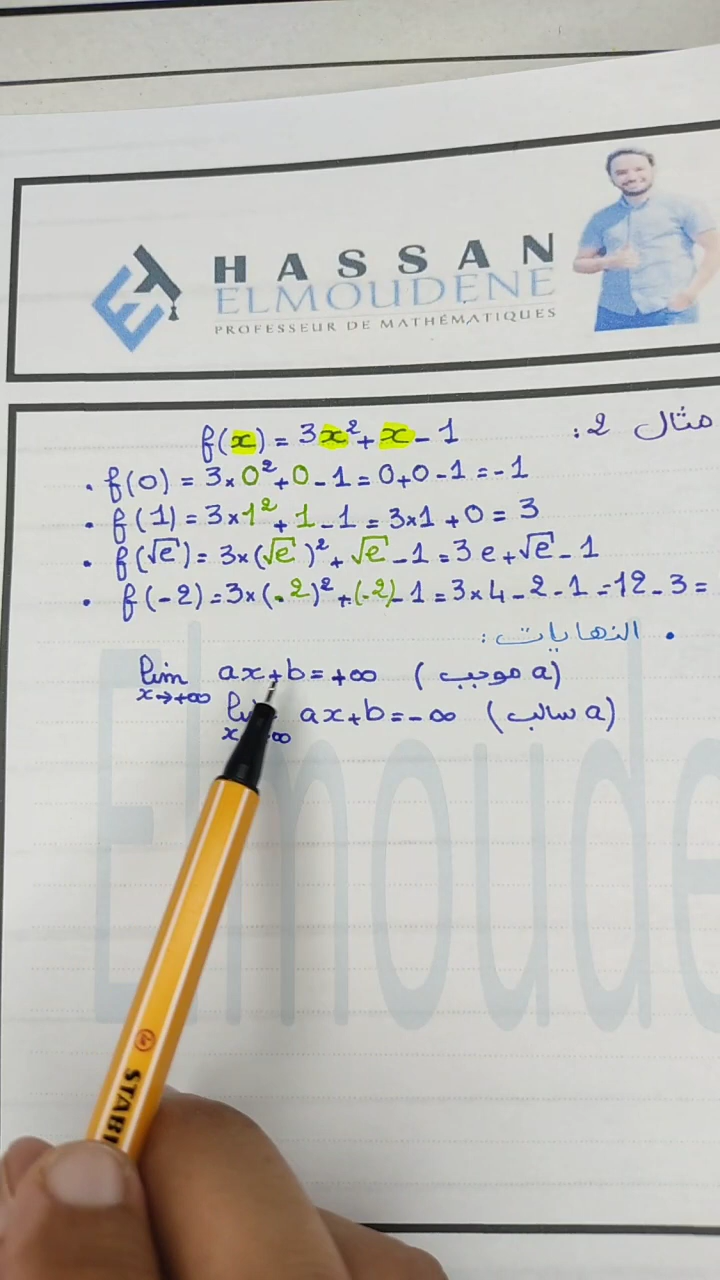 HASSAN
ELMOUDENE
PROFESSEUR DE MATHÉMATIQUES
مثال 2:
f(x) = 3x² + x - 1
• f(0) = 3×0² + 0 - 1 = 0 + 0 - 1 = -1
• f(1) = 3×1² + 1 - 1 = 3×1 + 0 = 3
• f(√e) = 3×(√e)² + √e - 1 = 3e + √e - 1
• f(-2) = 3×(-2)² + (-2) - 1 = 3×4 - 2 - 1 = 12 - 3 =
• النهايات:
lim x→+∞ ax+b = +∞ (a موجب)
ax+b = -∞ (a سالب)
Elmoude
STABI